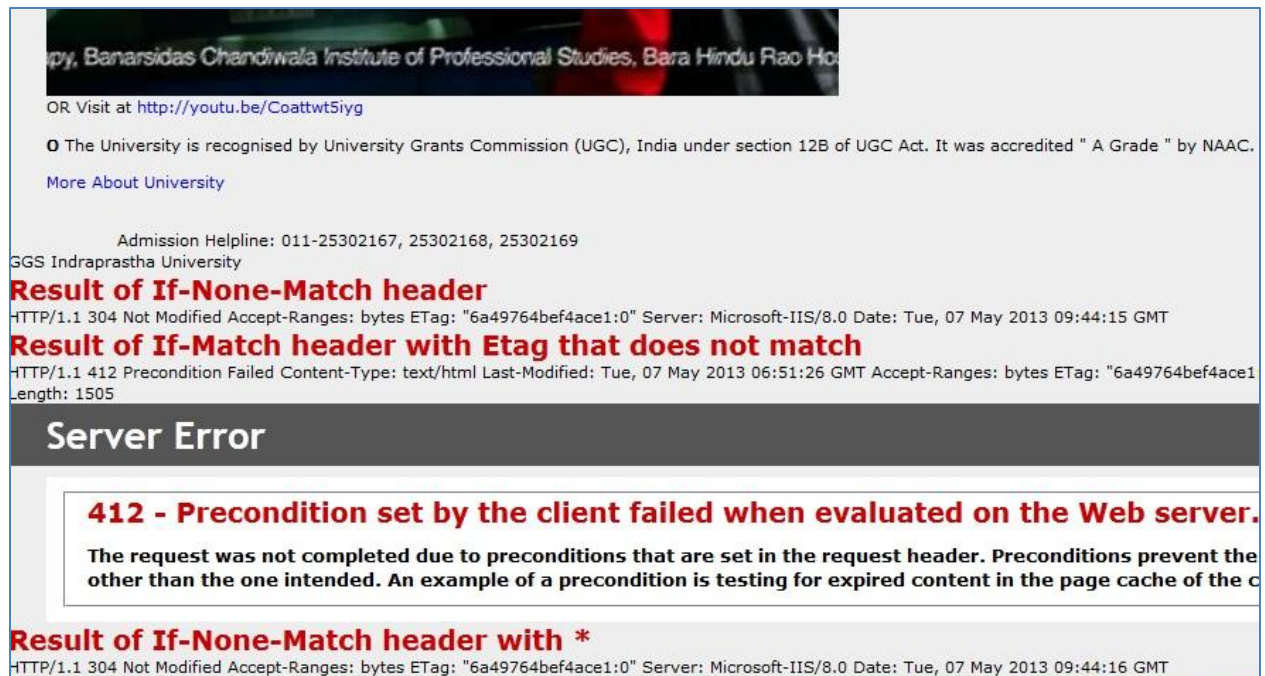 py, Banarsidas Chandiwala Institute of Professional Studies, Bara Hindu Rao Ho
OR Visit at http://youtu.be/Coattwt5iyg
O The University is recognised by University Grants Commission (UGC), India under section 12B of UGC Act. It was accredited " A Grade " by NAAC.
More About University
Admission Helpline: 011-25302167, 25302168, 25302169
GGS Indraprastha University
Result of If-None-Match header
HTTP/1.1 304 Not Modified Accept-Ranges: bytes ETag: "6a49764bef4ace1:0" Server: Microsoft-IIS/8.0 Date: Tue, 07 May 2013 09:44:15 GMT
Result of If-Match header with Etag that does not match
HTTP/1.1 412 Precondition Failed Content-Type: text/html Last-Modified: Tue, 07 May 2013 06:51:26 GMT Accept-Ranges: bytes ETag: "6a49764bef4ace1
Length: 1505
Server Error
412 - Precondition set by the client failed when evaluated on the Web server.
The request was not completed due to preconditions that are set in the request header. Preconditions prevent the
other than the one intended. An example of a precondition is testing for expired content in the page cache of the c
Result of If-None-Match header with *
HTTP/1.1 304 Not Modified Accept-Ranges: bytes ETag: "6a49764bef4ace1:0" Server: Microsoft-IIS/8.0 Date: Tue, 07 May 2013 09:44:16 GMT